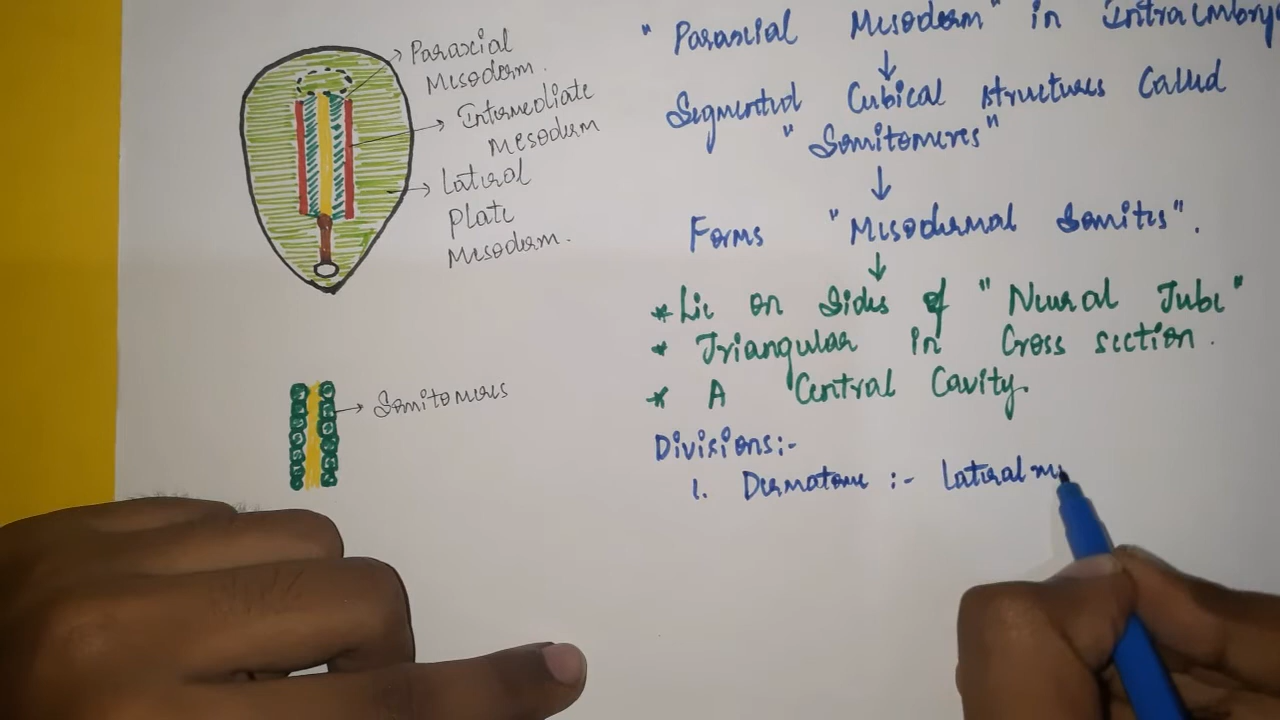 Paraxial
Mesoderm.
Intermediate
mesoderm
Lateral
Plate
Mesoderm.
Somitomeres
"Paraxial Mesoderm" in Intraembryo
Segmented Cubical structures called
"Somitomeres"
Forms "Mesodermal Somites".
* Lie on Sides of "Neural Tube"
* Triangular in Cross section.
* A Central Cavity.
Divisions:-
1. Dermatome :- Lateral m